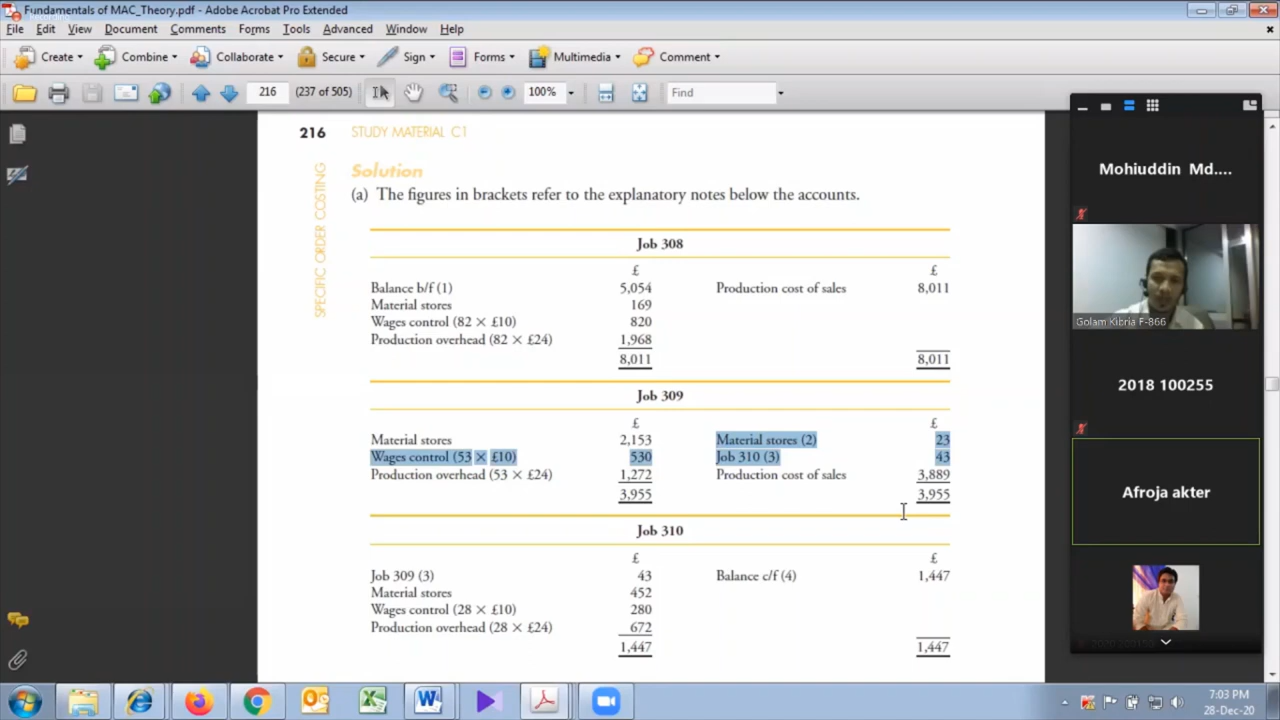 Fundamentals of MAC_Theory.pdf - Adobe Acrobat Pro Extended
File Edit View Document Comments Forms Tools Advanced Window Help
Create Combine Collaborate Secure Sign Forms Multimedia Comment
216 (237 of 505) 100% Find
216 STUDY MATERIAL C1
SPECIFIC ORDER COSTING
Solution
(a) The figures in brackets refer to the explanatory notes below the accounts.
Job 308
£ £
Balance b/f (1) 5,054 Production cost of sales 8,011
Material stores 169
Wages control (82 × £10) 820
Production overhead (82 × £24) 1,968
8,011 8,011
Job 309
£ £
Material stores 2,153 Material stores (2) 23
Wages control (53 × £10) 530 Job 310 (3) 43
Production overhead (53 × £24) 1,272 Production cost of sales 3,889
3,955 3,955
Job 310
£ £
Job 309 (3) 43 Balance c/f (4) 1,447
Material stores 452
Wages control (28 × £10) 280
Production overhead (28 × £24) 672
1,447 1,447
Mohiuddin Md....
Golam Kibria F-866
2018 100255
Afroja akter
7:03 PM
28-Dec-20